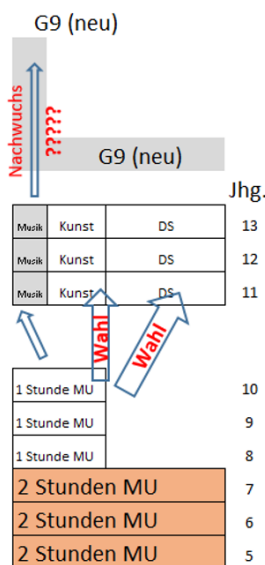 G9 (neu)
Nachwuchs
?????
G9 (neu)
Jhg.
Musik Kunst DS 13
Musik Kunst DS 12
Musik Kunst DS 11
Wahl
Wahl
1 Stunde MU 10
1 Stunde MU 9
1 Stunde MU 8
2 Stunden MU 7
2 Stunden MU 6
2 Stunden MU 5